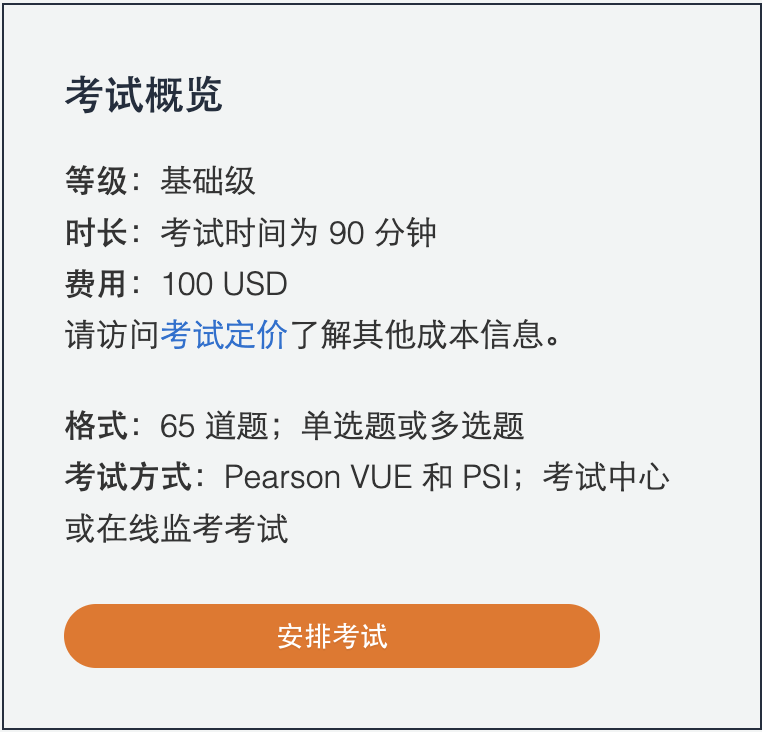 考试概览
等级：基础级
时长：考试时间为 90 分钟
费用：100 USD
请访问考试定价了解其他成本信息。
格式：65 道题；单选题或多选题
考试方式：Pearson VUE 和 PSI；考试中心
或在线监考考试
安排考试